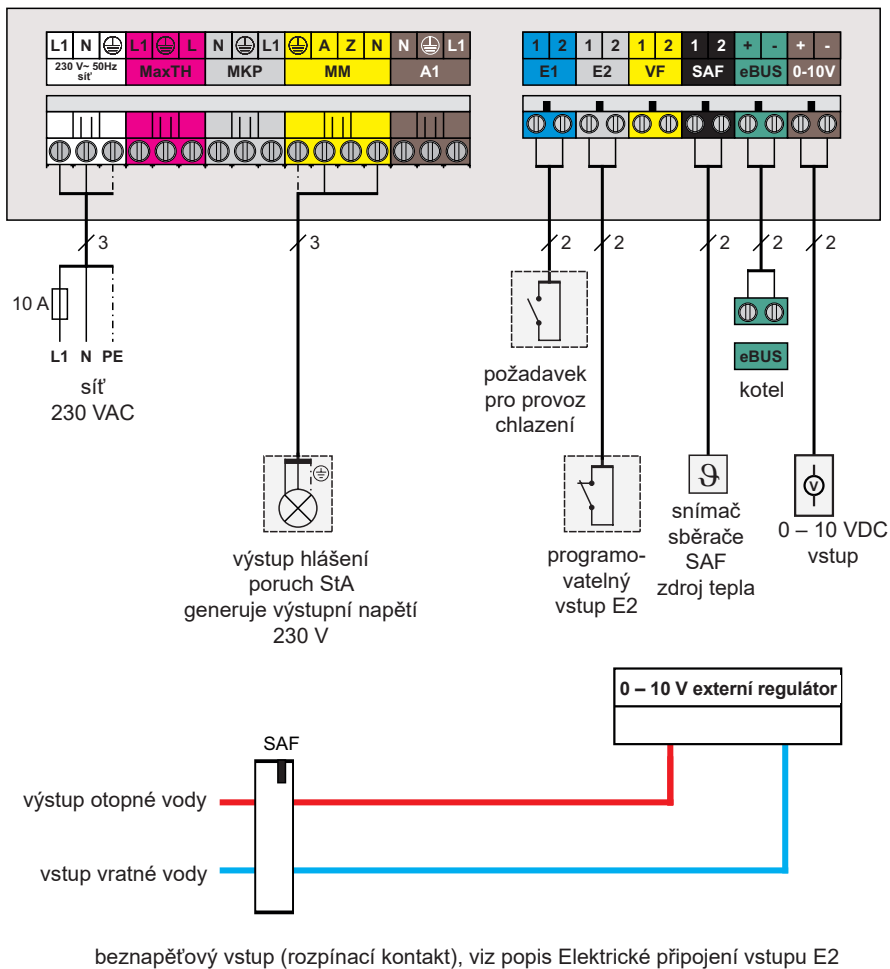 L1 N L1 L N L1 A Z N N L1
230 V~ 50Hz
síť
MaxTH MKP MM A1
1 2 1 2 1 2 1 2 + - + -
E1 E2 VF SAF eBUS 0-10V
3 3 2 2 2 2 2
10 A
L1 N PE
síť
230 VAC
požadavek
pro provoz
chlazení
eBUS
kotel
výstup hlášení
poruch StA
generuje výstupní napětí
230 V
programo-
vatelný
vstup E2
ϑ
snímač
sběrače
SAF
zdroj tepla
V
0 – 10 VDC
vstup
0 – 10 V externí regulátor
SAF
výstup otopné vody
vstup vratné vody
beznapěťový vstup (rozpínací kontakt), viz popis Elektrické připojení vstupu E2